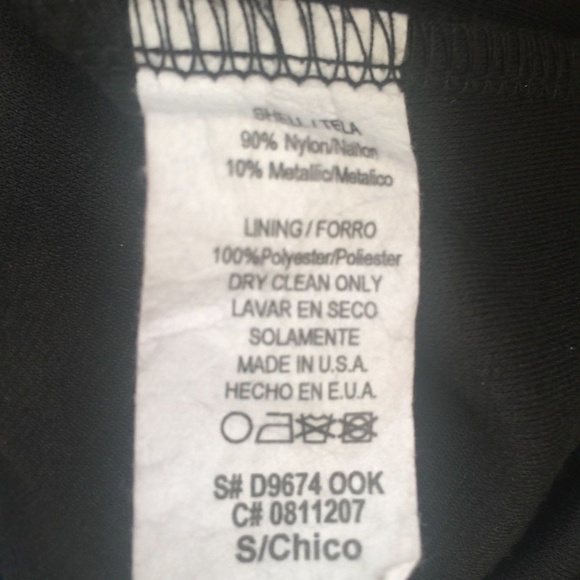 SHELL / TELA
90% Nylon/Nailon
10% Metallic/Metalico
LINING / FORRO
100%Polyester/Poliester
DRY CLEAN ONLY
LAVAR EN SECO
SOLAMENTE
MADE IN U.S.A.
HECHO EN E.U.A.
S# D9674 OOK
C# 0811207
S/Chico